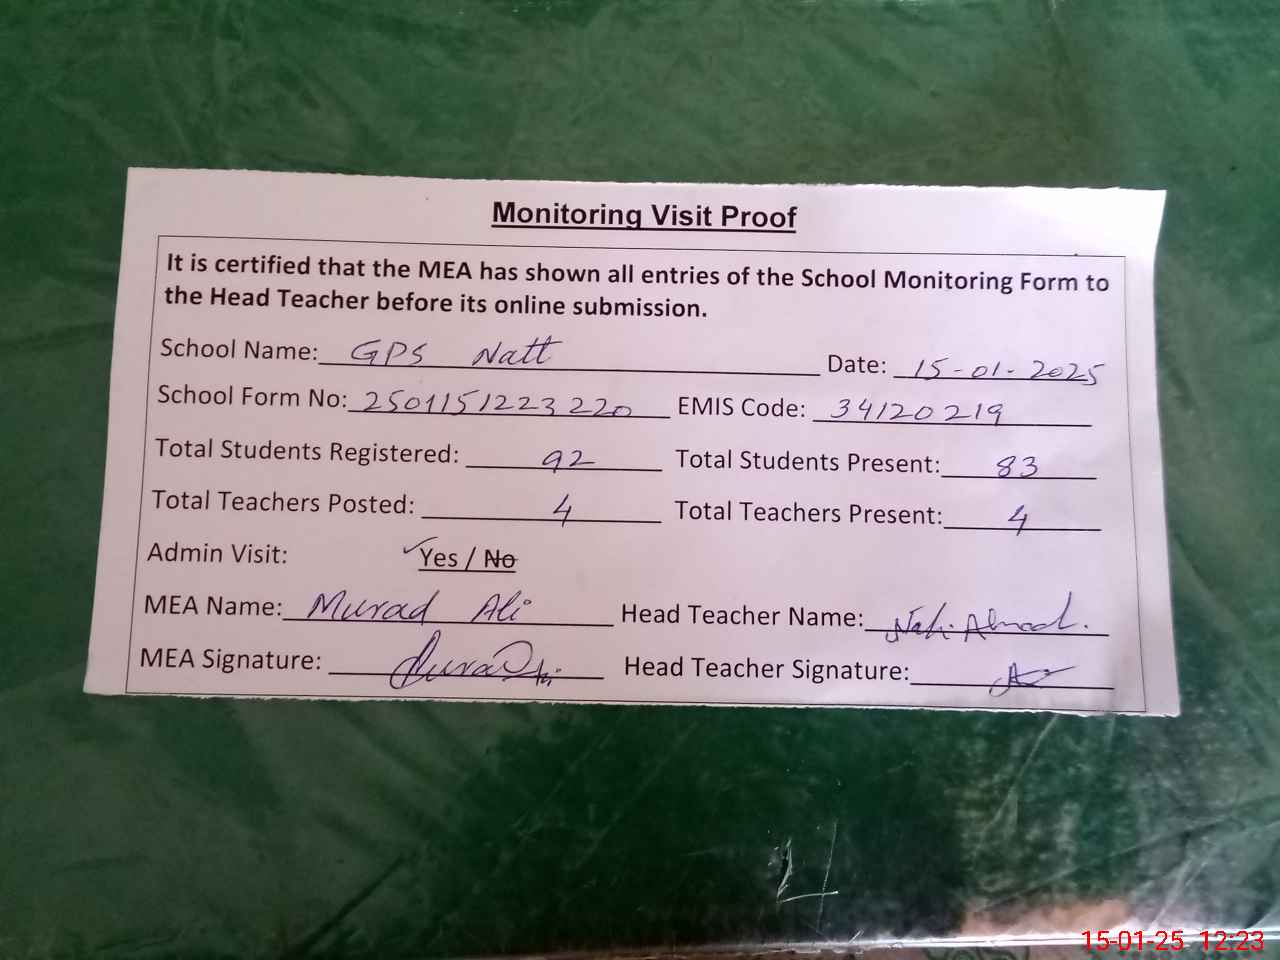 Monitoring Visit Proof
It is certified that the MEA has shown all entries of the School Monitoring Form to
the Head Teacher before its online submission.
School Name: GPS Natt Date: 15-01-2025
School Form No: 2501151223220 EMIS Code: 34120219
Total Students Registered: 92 Total Students Present: 83
Total Teachers Posted: 4 Total Teachers Present: 4
Admin Visit: ✓Yes / No
MEA Name: Murad Ali Head Teacher Name: Ahmad.
MEA Signature: Head Teacher Signature:
15-01-25 12:23